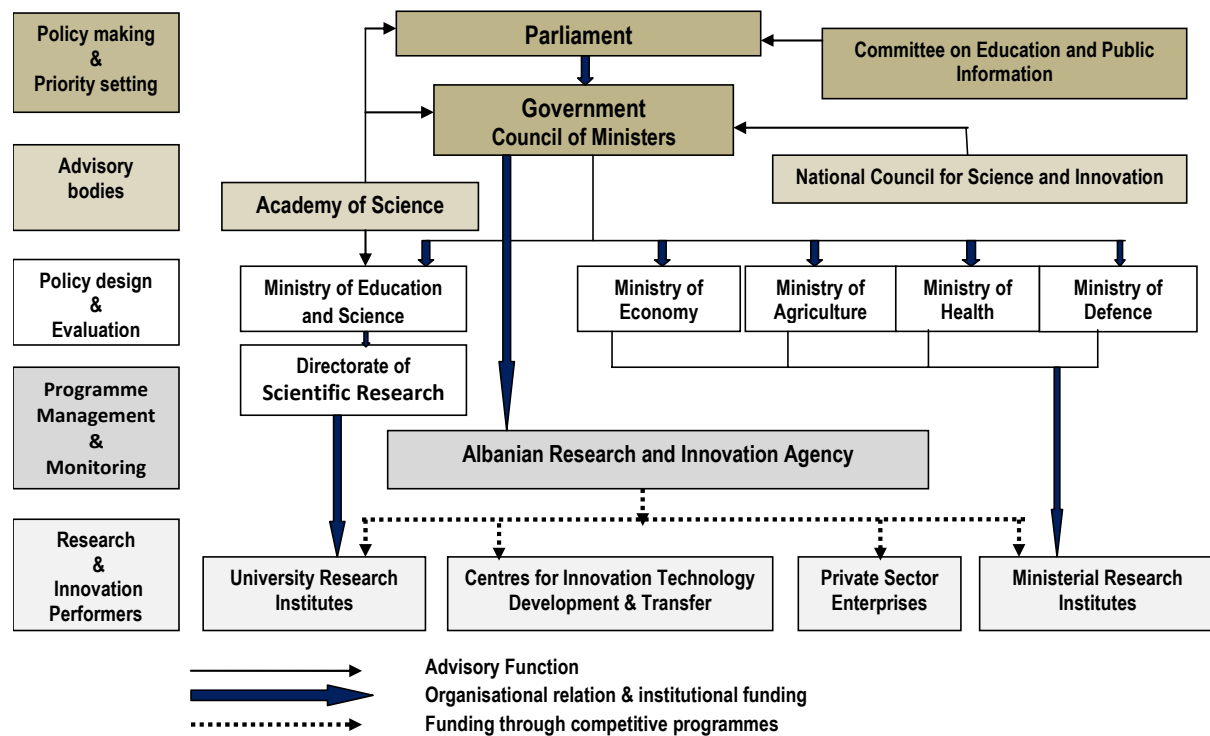 Policy making
&
Priority setting
Parliament
Committee on Education and Public
Information
Government
Council of Ministers
Advisory
bodies
National Council for Science and Innovation
Academy of Science
Policy design
&
Evaluation
Ministry of Education
and Science
Ministry of
Economy
Ministry of
Agriculture
Ministry of
Health
Ministry of
Defence
Directorate of
Scientific Research
Programme
Management
&
Monitoring
Albanian Research and Innovation Agency
Research
&
Innovation
Performers
University Research
Institutes
Centres for Innovation Technology
Development & Transfer
Private Sector
Enterprises
Ministerial Research
Institutes
Advisory Function
Organisational relation & institutional funding
Funding through competitive programmes